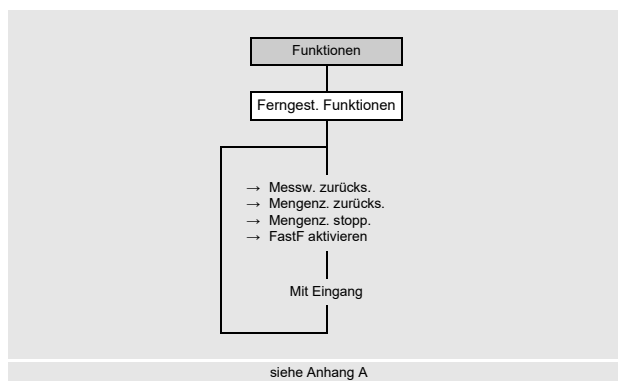 Funktionen
Ferngest. Funktionen
→ Messw. zurücks.
→ Mengenz. zurücks.
→ Mengenz. stopp.
→ FastF aktivieren
Mit Eingang
siehe Anhang A